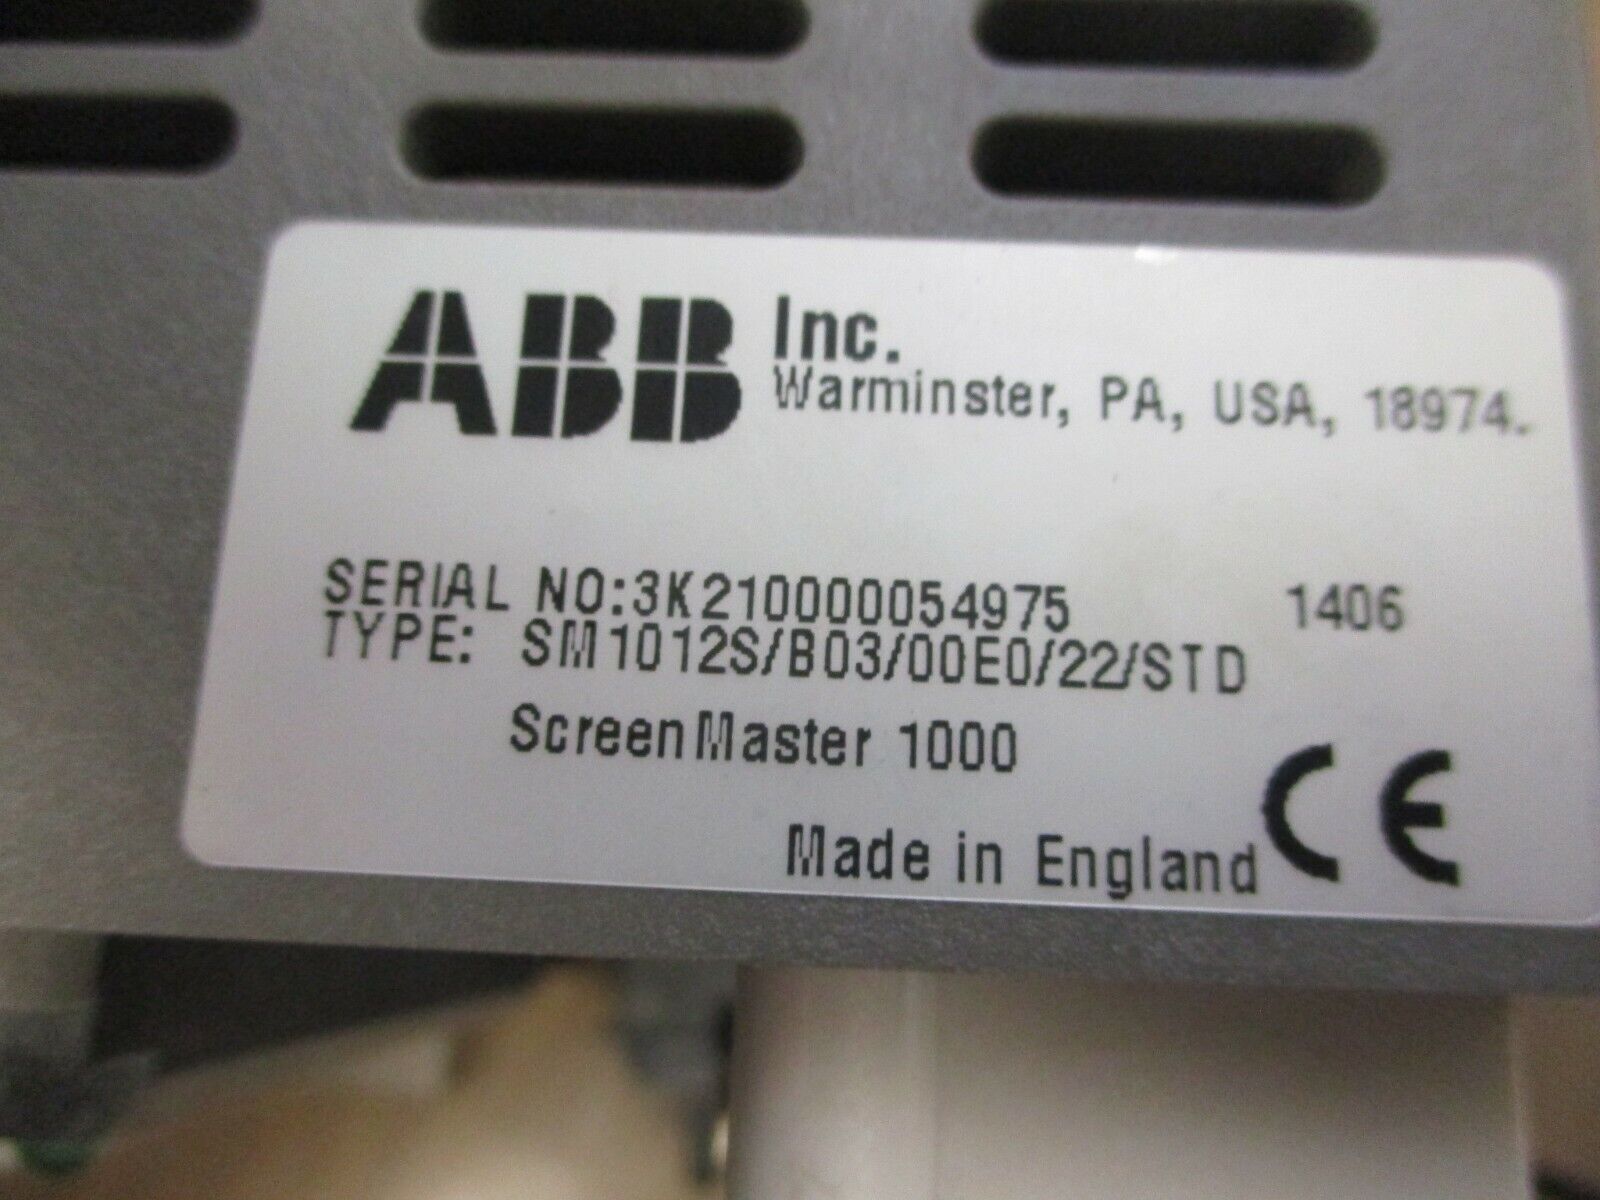 ABB Inc.
Warminster, PA, USA, 18974.
SERIAL NO:3K210000054975 1406
TYPE: SM1012S/B03/00E0/22/STD
ScreenMaster 1000
Made in England CE